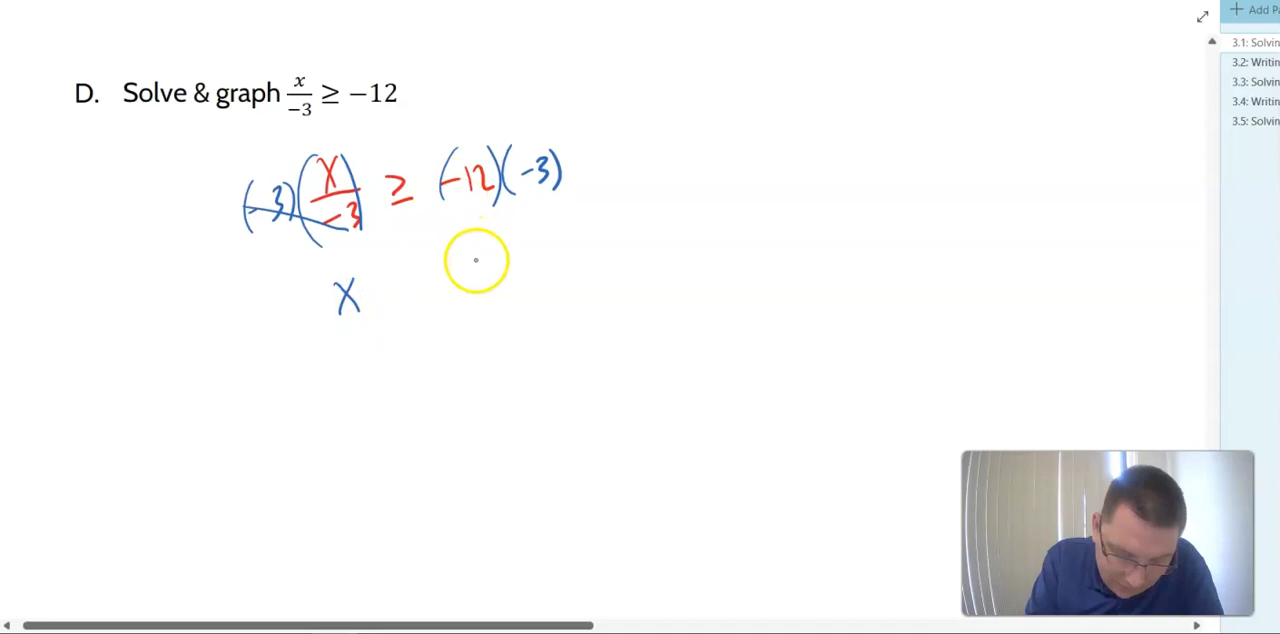 + Add Pa
3.1: Solvin
3.2: Writin
3.3: Solvin
3.4: Writin
3.5: Solvin
D. Solve & graph x/−3 ≥ −12
(-3)(x/-3) ≥ (-12)(-3)
x